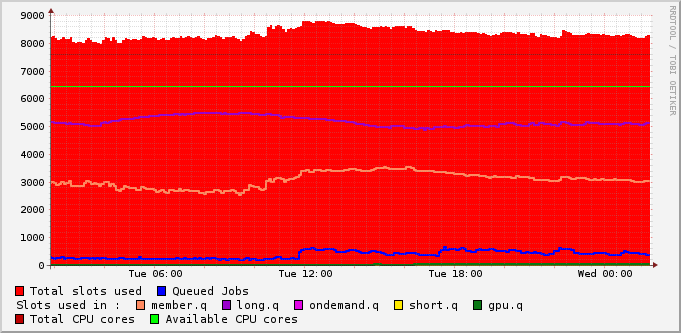 RRDTOOL / TOBI OETIKER
9000
8000
7000
6000
5000
4000
3000
2000
1000
0
Tue 06:00 Tue 12:00 Tue 18:00 Wed 00:00
Total slots used Queued Jobs
Slots used in : member.q long.q ondemand.q short.q gpu.q
Total CPU cores Available CPU cores